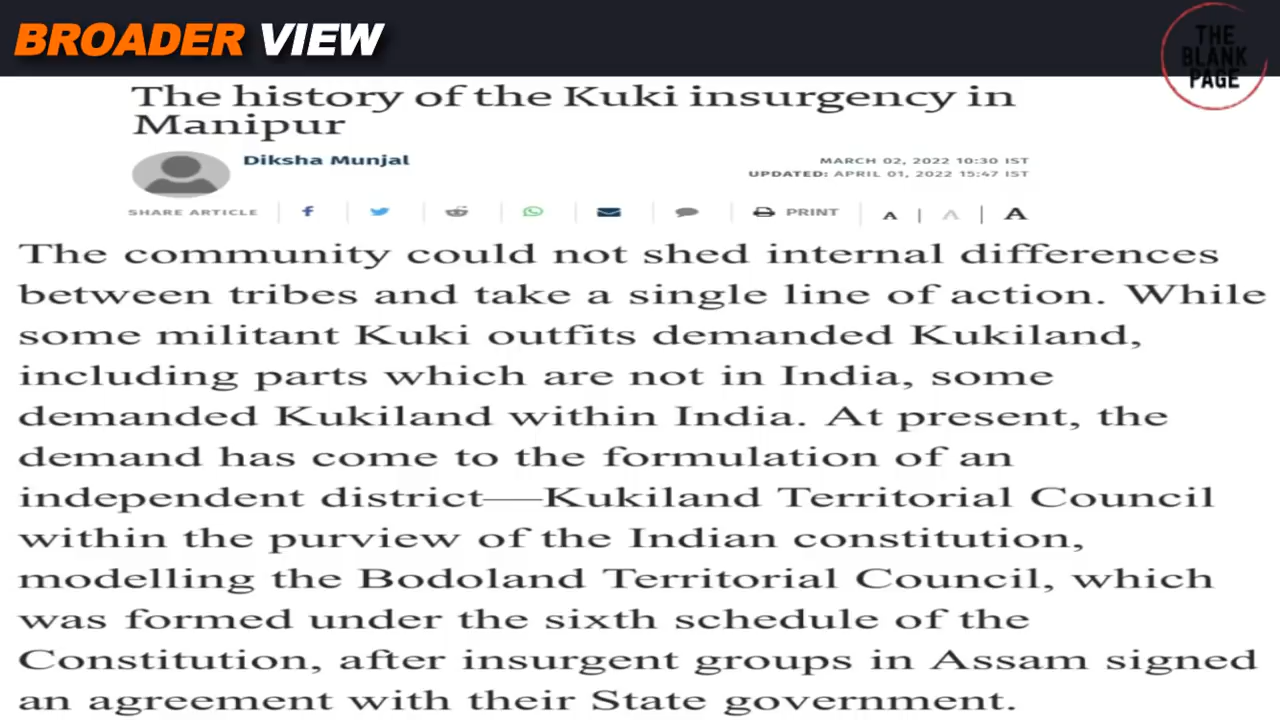 BROADER VIEW
THE
BLANK
PAGE
The history of the Kuki insurgency in
Manipur
Diksha Munjal
MARCH 02, 2022 10:30 IST
UPDATED: APRIL 01, 2022 15:47 IST
SHARE ARTICLE
PRINT
A | A | A
The community could not shed internal differences
between tribes and take a single line of action. While
some militant Kuki outfits demanded Kukiland,
including parts which are not in India, some
demanded Kukiland within India. At present, the
demand has come to the formulation of an
independent district—Kukiland Territorial Council
within the purview of the Indian constitution,
modelling the Bodoland Territorial Council, which
was formed under the sixth schedule of the
Constitution, after insurgent groups in Assam signed
an agreement with their State government.